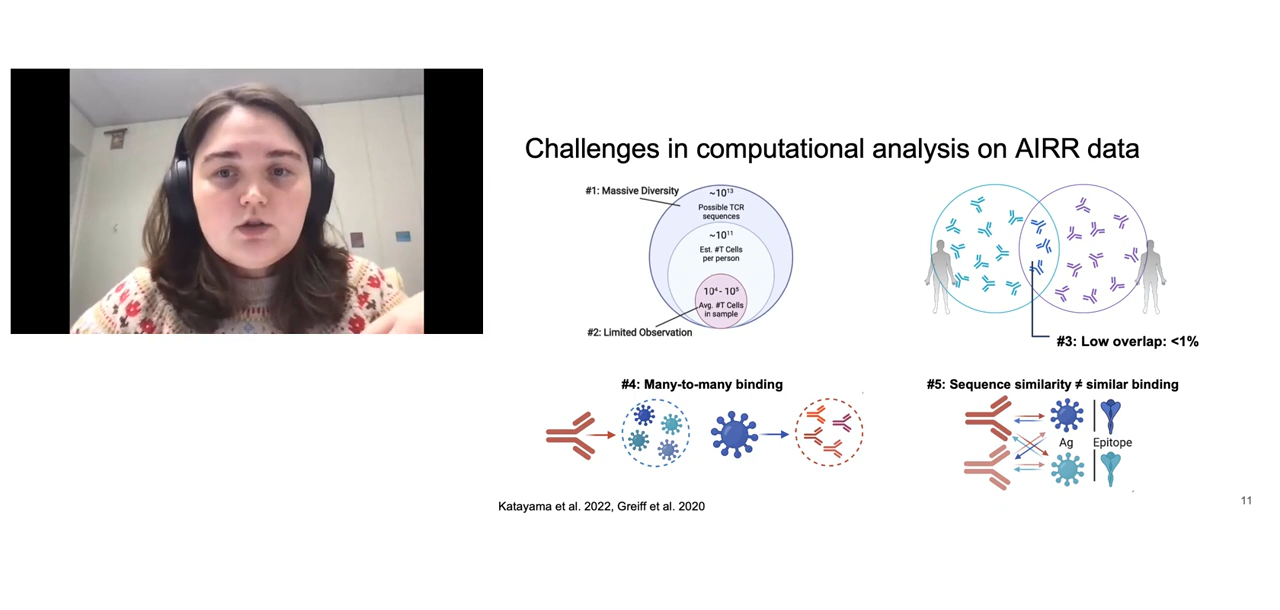 Challenges in computational analysis on AIRR data
#1: Massive Diversity
~10¹³
Possible TCR
sequences
~10¹¹
Est. #T Cells
per person
10⁴ - 10⁵
Avg. #T Cells
in sample
#2: Limited Observation
#3: Low overlap: <1%
#4: Many-to-many binding
#5: Sequence similarity ≠ similar binding
Ag
Epitope
Katayama et al. 2022, Greiff et al. 2020
11